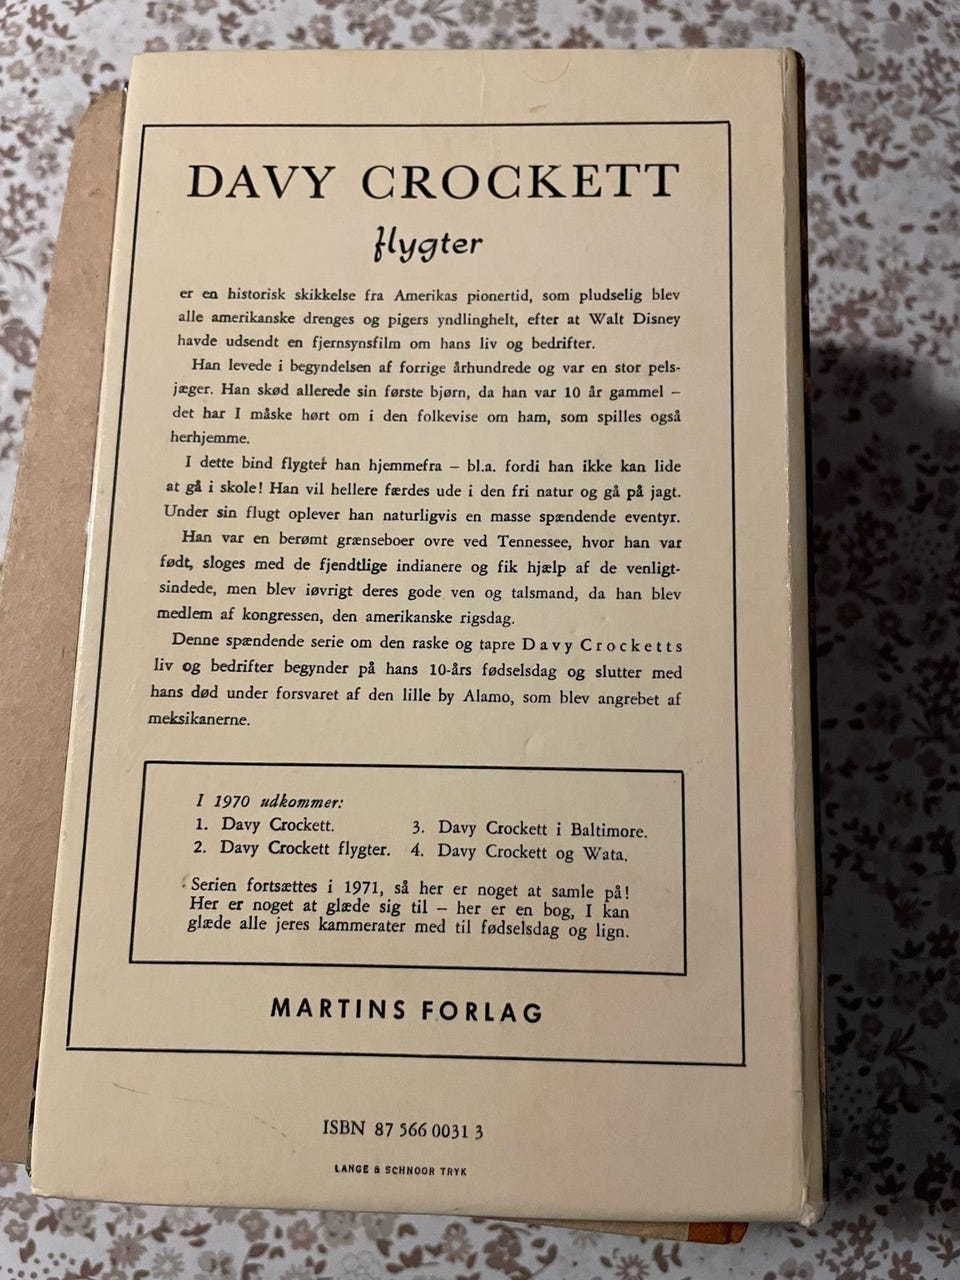 DAVY CROCKETT
flygter
er en historisk skikkelse fra Amerikas pionertid, som pludselig blev
alle amerikanske drenges og pigers yndlinghelt, efter at Walt Disney
havde udsendt en fjernsynsfilm om hans liv og bedrifter.
Han levede i begyndelsen af forrige århundrede og var en stor pels-
jæger. Han skød allerede sin første bjørn, da han var 10 år gammel –
det har I måske hørt om i den folkevise om ham, som spilles også
herhjemme.
I dette bind flygter han hjemmefra – bl.a. fordi han ikke kan lide
at gå i skole! Han vil hellere færdes ude i den fri natur og gå på jagt.
Under sin flugt oplever han naturligvis en masse spændende eventyr.
Han var en berømt grænseboer ovre ved Tennessee, hvor han var
født, sloges med de fjendtlige indianere og fik hjælp af de venligt-
sindede, men blev iøvrigt deres gode ven og talsmand, da han blev
medlem af kongressen, den amerikanske rigsdag.
Denne spændende serie om den raske og tapre Davy Crocketts
liv og bedrifter begynder på hans 10-års fødselsdag og slutter med
hans død under forsvaret af den lille by Alamo, som blev angrebet af
meksikanerne.
I 1970 udkommer:
1. Davy Crockett. 3. Davy Crockett i Baltimore.
2. Davy Crockett flygter. 4. Davy Crockett og Wata.
Serien fortsættes i 1971, så her er noget at samle på!
Her er noget at glæde sig til – her er en bog, I kan
glæde alle jeres kammerater med til fødselsdag og lign.
MARTINS FORLAG
ISBN 87 566 0031 3
LANGE & SCHNOOR TRYK